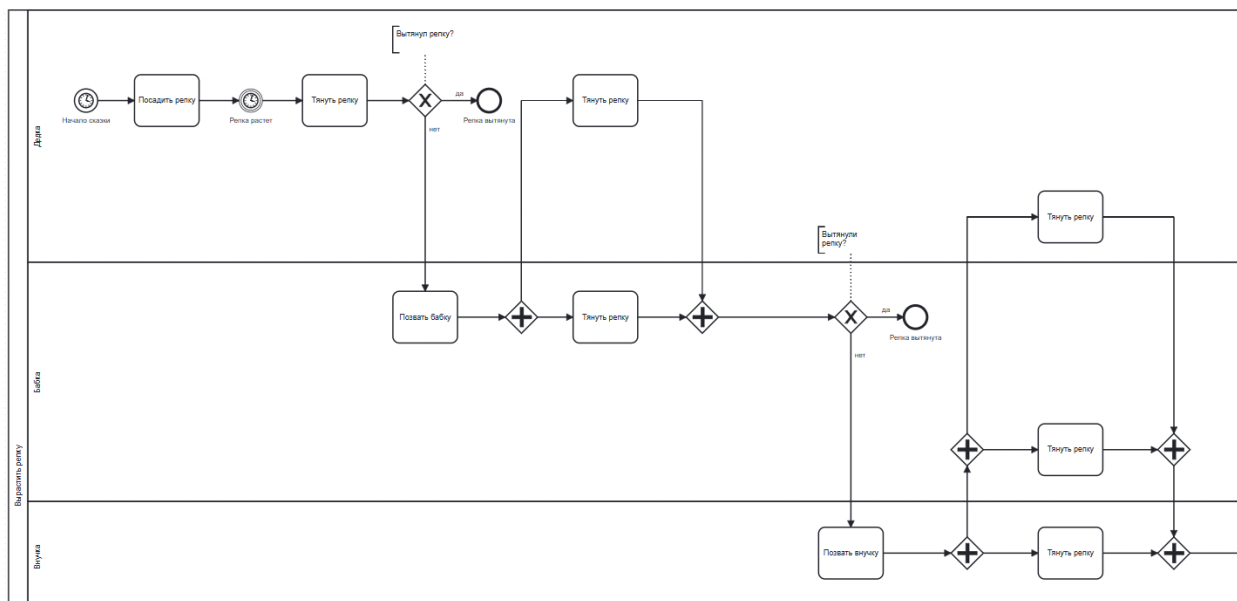 Вырастить репку
Дедка
Вытянул репку?
Начало сказки
Посадить репку
Репка растет
Тянуть репку
да
Репка вытянута
нет
Тянуть репку
Тянуть репку
Вытянули
репку?
Бабка
Позвать бабку
Тянуть репку
да
Репка вытянута
нет
Тянуть репку
Внучка
Позвать внучку
Тянуть репку